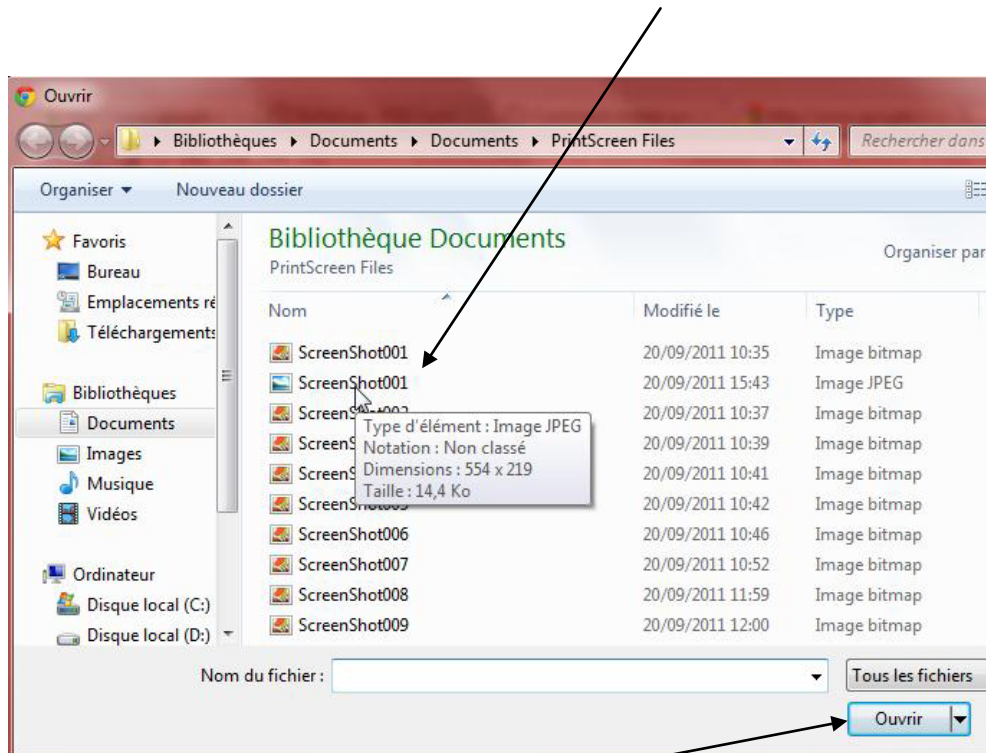 Ouvrir
Bibliothèques Documents Documents PrintScreen Files Rechercher dans
Organiser Nouveau dossier
Favoris
Bureau
Emplacements ré
Téléchargements
Bibliothèques
Documents
Images
Musique
Vidéos
Ordinateur
Disque local (C:)
Disque local (D:)
Bibliothèque Documents
PrintScreen Files
Organiser par
Nom Modifié le Type
ScreenShot001 20/09/2011 10:35 Image bitmap
ScreenShot001 20/09/2011 15:43 Image JPEG
20/09/2011 10:37 Image bitmap
20/09/2011 10:39 Image bitmap
20/09/2011 10:41 Image bitmap
20/09/2011 10:42 Image bitmap
ScreenShot006 20/09/2011 10:46 Image bitmap
ScreenShot007 20/09/2011 10:52 Image bitmap
ScreenShot008 20/09/2011 11:59 Image bitmap
ScreenShot009 20/09/2011 12:00 Image bitmap
Type d'élément : Image JPEG
Notation : Non classé
Dimensions : 554 x 219
Taille : 14,4 Ko
Nom du fichier : Tous les fichiers
Ouvrir